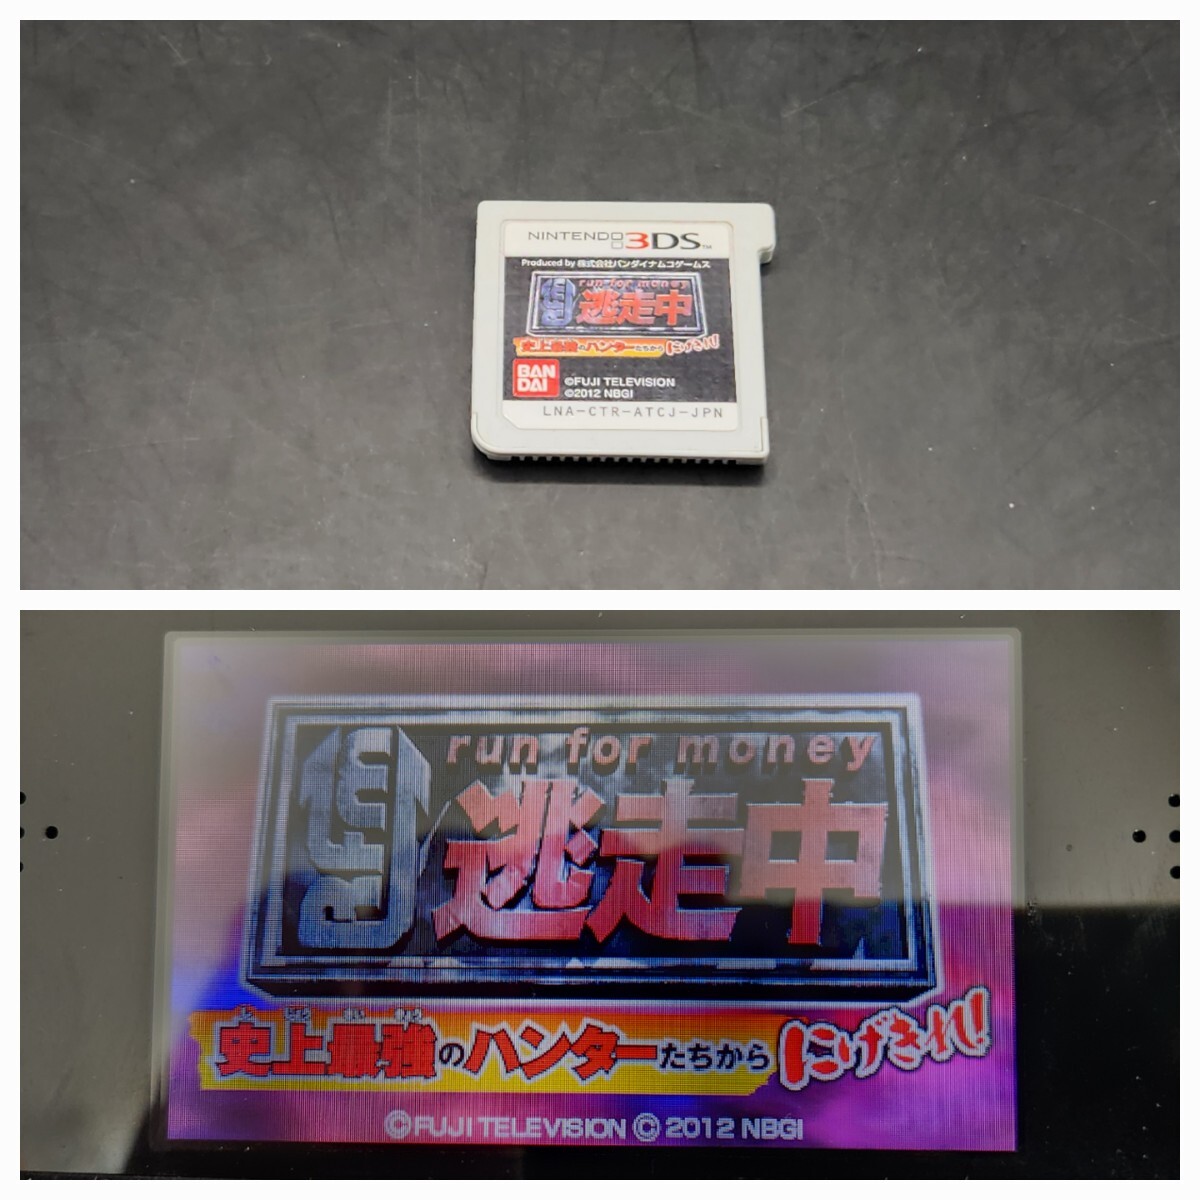 NINTENDO 3DS™
Produced by 株式会社バンダイナムコゲームス
run for money
逃走中
史上最強のハンターたちから にげきれ!
BAN
DAI
©FUJI TELEVISION
©2012 NBGI
LNA-CTR-ATCJ-JPN
run for money
逃走中
史上最強のハンターたちから にげきれ!
©FUJI TELEVISION © 2012 NBGI